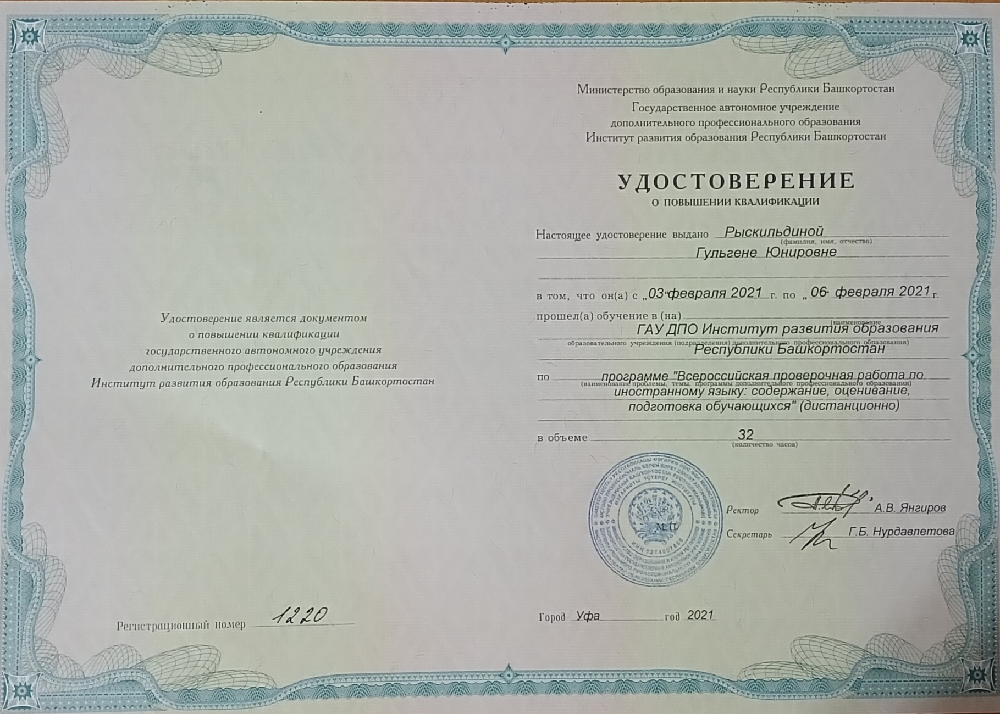 Министерство образования и науки Республики Башкортостан
Государственное автономное учреждение
дополнительного профессионального образования
Институт развития образования Республики Башкортостан
УДОСТОВЕРЕНИЕ
О ПОВЫШЕНИИ КВАЛИФИКАЦИИ
Настоящее удостоверение выдано Рыскильдиной
(фамилия, имя, отчество)
Гульгене Юнировне
в том, что он(а) с „03“февраля 2021 г. по „06“ февраля 2021 г.
прошел(а) обучение в (на)
(наименование
ГАУ ДПО Институт развития образования
образовательного учреждения (подразделения) дополнительного профессионального образования)
Республики Башкортостан
по программе "Всероссийская проверочная работа по
(наименование проблемы, темы, программы дополнительного профессионального образования)
иностранному языку: содержание, оценивание,
подготовка обучающихся" (дистанционно)
в объеме 32
(количество часов)
М.П.
Ректор А.В. Янгиров
Секретарь Г.Б. Нурдавлетова
Город Уфа год 2021
Удостоверение является документом
о повышении квалификации
государственного автономного учреждения
дополнительного профессионального образования
Институт развития образования Республики Башкортостан
Регистрационный номер 1220